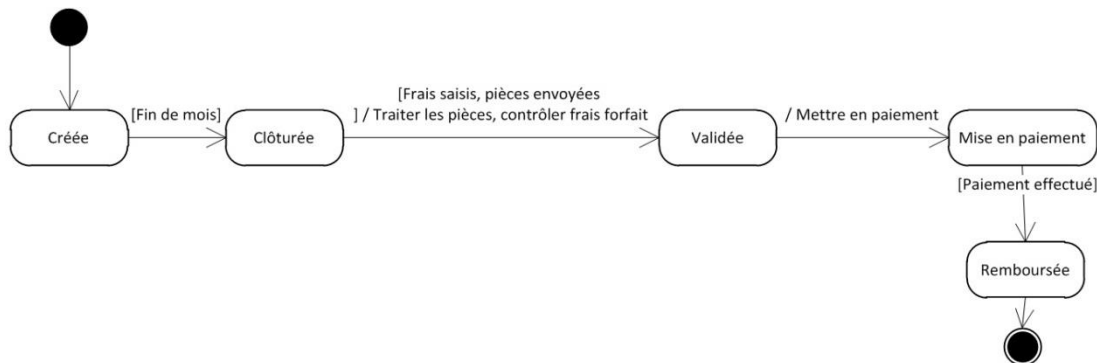 [Frais saisis, pièces envoyées
[Fin de mois]
] / Traiter les pièces, contrôler frais forfait
/ Mettre en paiement
Créée
Clôturée
Validée
Mise en paiement
[Paiement effectué]
Remboursée